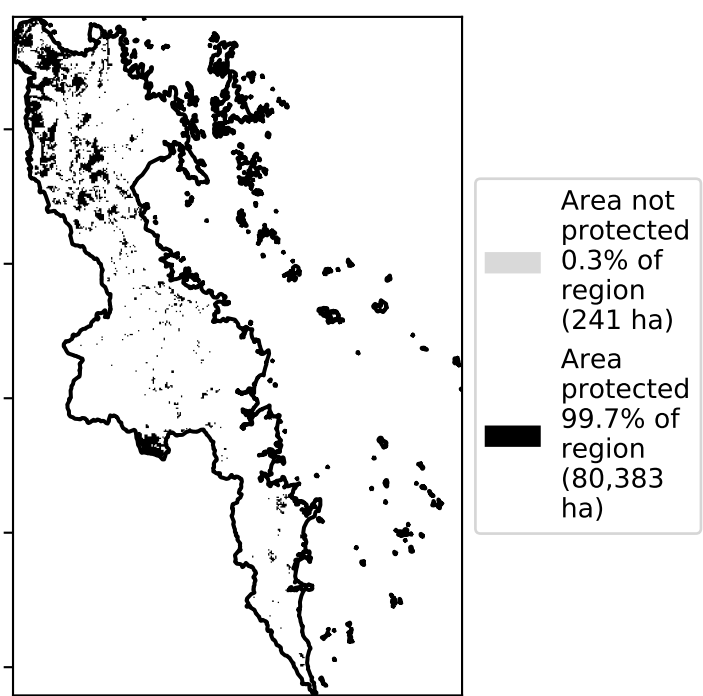 Area not
protected
0.3% of
region
(241 ha)
Area
protected
99.7% of
region
(80,383
ha)